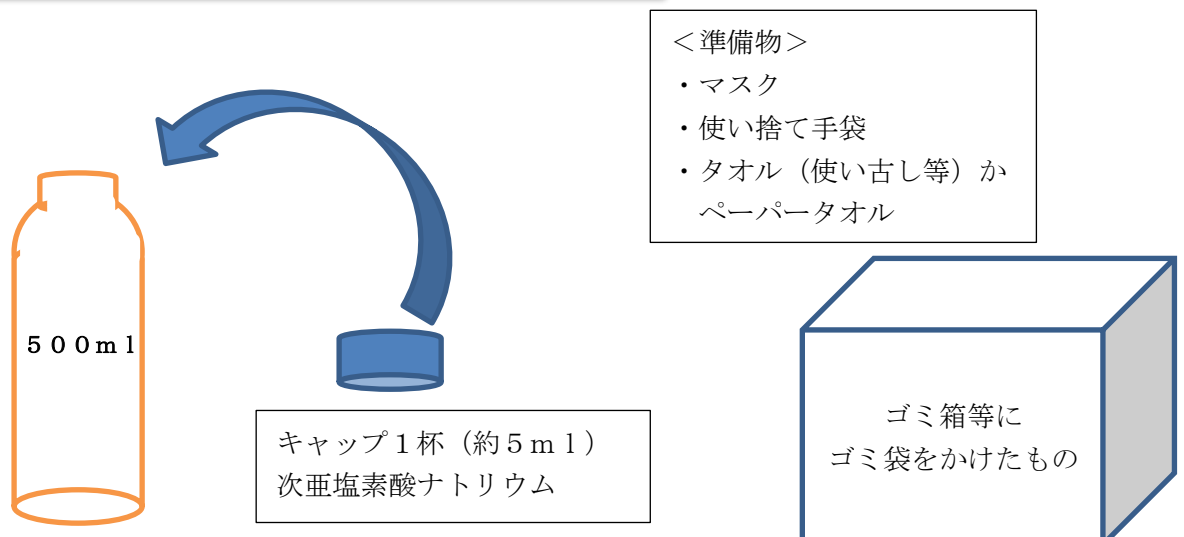 ＜準備物＞
・マスク
・使い捨て手袋
・タオル（使い古し等）か
ペーパータオル
５００ｍｌ
キャップ１杯（約５ｍｌ）
次亜塩素酸ナトリウム
ゴミ箱等に
ゴミ袋をかけたもの